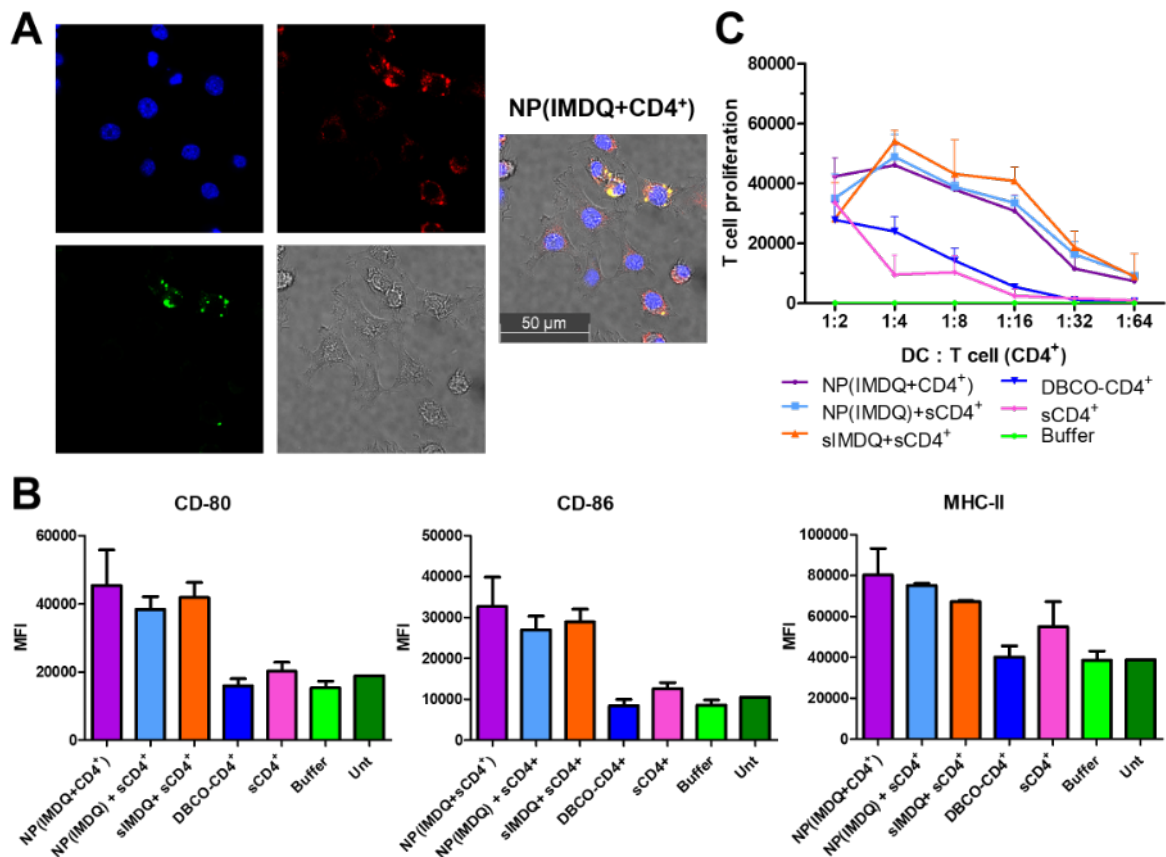 A
NP(IMDQ+CD4⁺)
50 µm
C
T cell proliferation
80000
60000
40000
20000
0
1:2 1:4 1:8 1:16 1:32 1:64
DC : T cell (CD4⁺)
NP(IMDQ+CD4⁺)
NP(IMDQ)+sCD4⁺
sIMDQ+sCD4⁺
DBCO-CD4⁺
sCD4⁺
Buffer
B
CD-80
MFI
60000
40000
20000
0
NP(IMDQ+CD4⁺)
NP(IMDQ) + sCD4⁺
sIMDQ+ sCD4⁺
DBCO-CD4⁺
sCD4⁺
Buffer
Unt
CD-86
MFI
50000
40000
30000
20000
10000
0
NP(IMDQ+sCD4⁺)
NP(IMDQ) + sCD4+
sIMDQ+ sCD4+
DBCO-CD4+
sCD4+
Buffer
Unt
MHC-II
MFI
100000
80000
60000
40000
20000
0
NP(IMDQ+CD4⁺)
NP(IMDQ) + sCD4⁺
sIMDQ+ sCD4⁺
DBCO-CD4⁺
sCD4⁺
Buffer
Unt